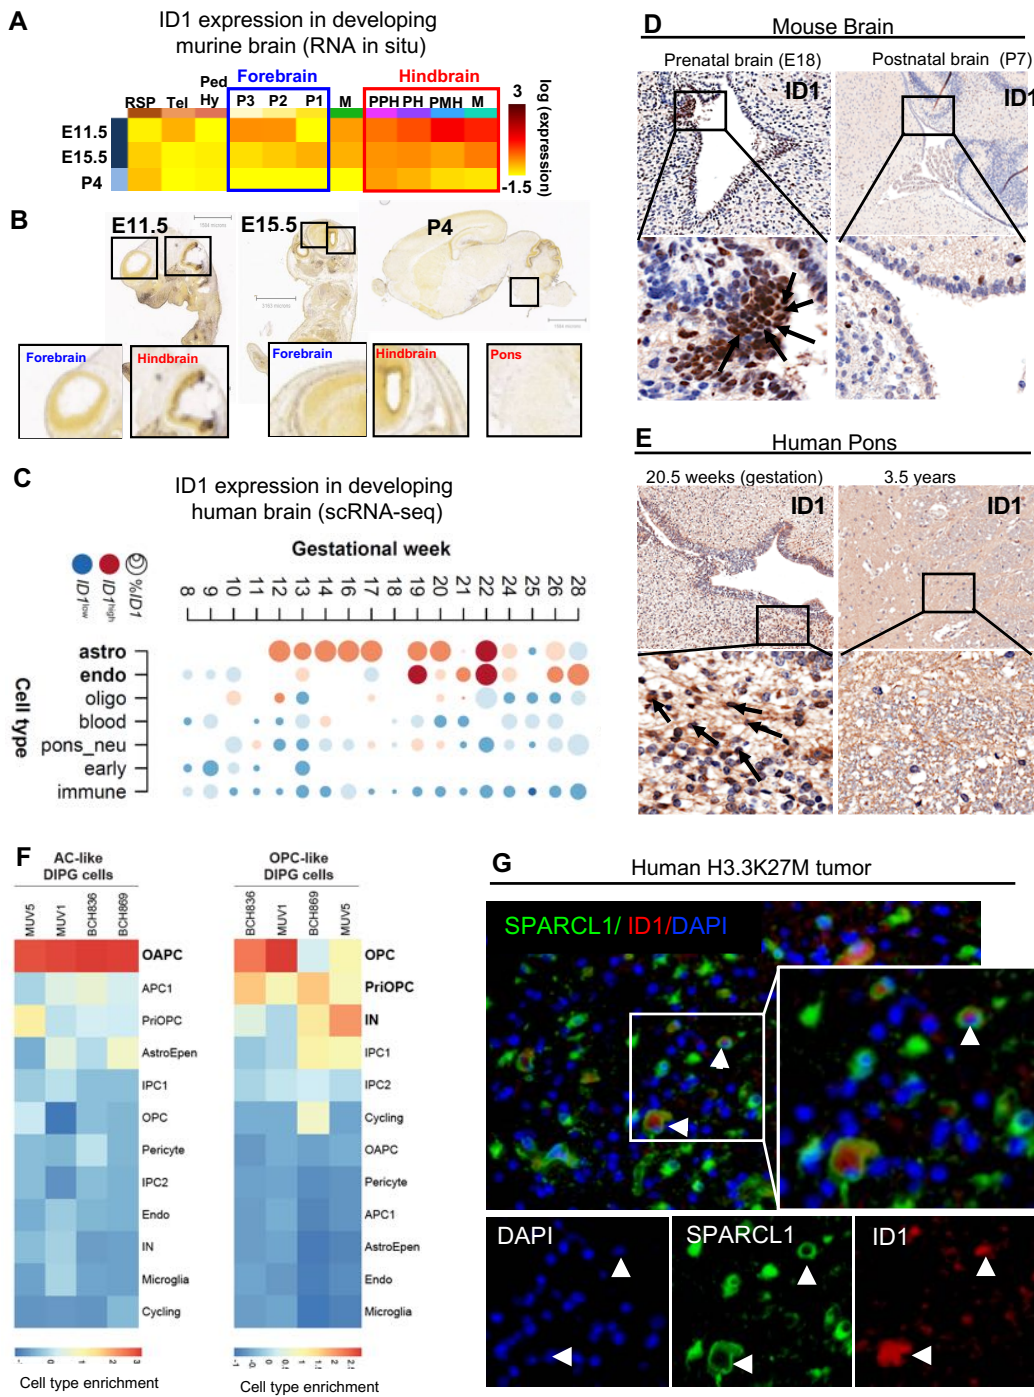 A
ID1 expression in developing
murine brain (RNA in situ)
Forebrain
Hindbrain
RSP Tel Ped Hy P3 P2 P1 M PPH PH PMH M
E11.5
E15.5
P4
3
log (expression)
-1.5
B
E11.5
E15.5
P4
Forebrain
Hindbrain
Forebrain
Hindbrain
Pons
C
ID1 expression in developing
human brain (scRNA-seq)
Gestational week
ID1low
ID1high
%ID1
8 9 10 11 12 13 14 16 17 18 19 20 21 22 24 25 26 28
Cell type
astro
endo
oligo
blood
pons_neu
early
immune
D
Mouse Brain
Prenatal brain (E18)
Postnatal brain (P7)
ID1
ID1
E
Human Pons
20.5 weeks (gestation)
3.5 years
ID1
ID1
F
AC-like
DIPG cells
MUV5 MUV1 BCH836 BCH869
OAPC
APC1
PriOPC
AstroEpen
IPC1
OPC
Pericyte
IPC2
Endo
IN
Microglia
Cycling
-1 0 1 2 3
Cell type enrichment
OPC-like
DIPG cells
BCH836 MUV1 BCH869 MUV5
OPC
PriOPC
IN
IPC1
IPC2
Cycling
OAPC
Pericyte
APC1
AstroEpen
Endo
Microglia
Cell type enrichment
G
Human H3.3K27M tumor
SPARCL1/ ID1/DAPI
DAPI
SPARCL1
ID1